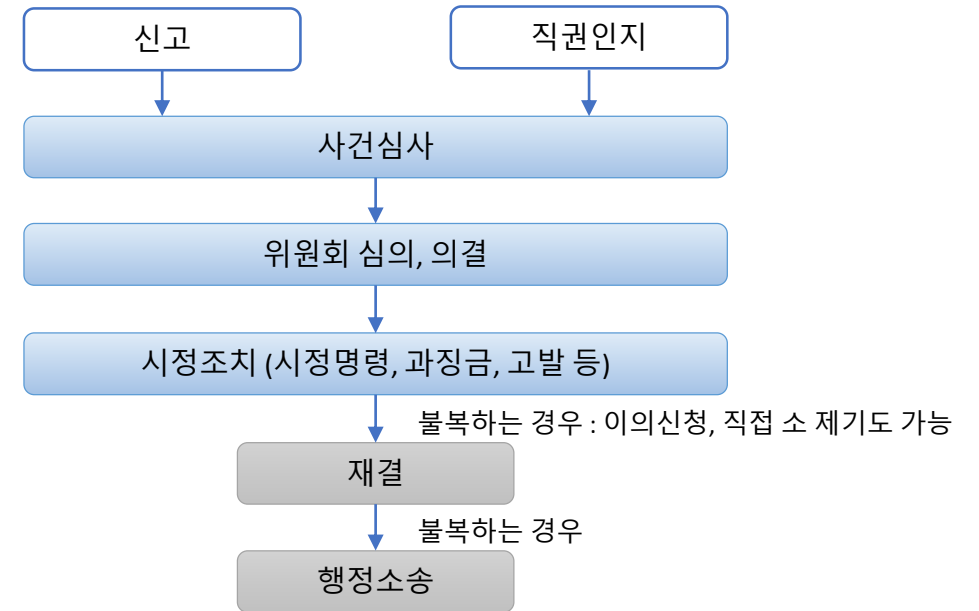 신고
직권인지
사건심사
위원회 심의, 의결
시정조치 (시정명령, 과징금, 고발 등)
불복하는 경우 : 이의신청, 직접 소 제기도 가능
재결
불복하는 경우
행정소송